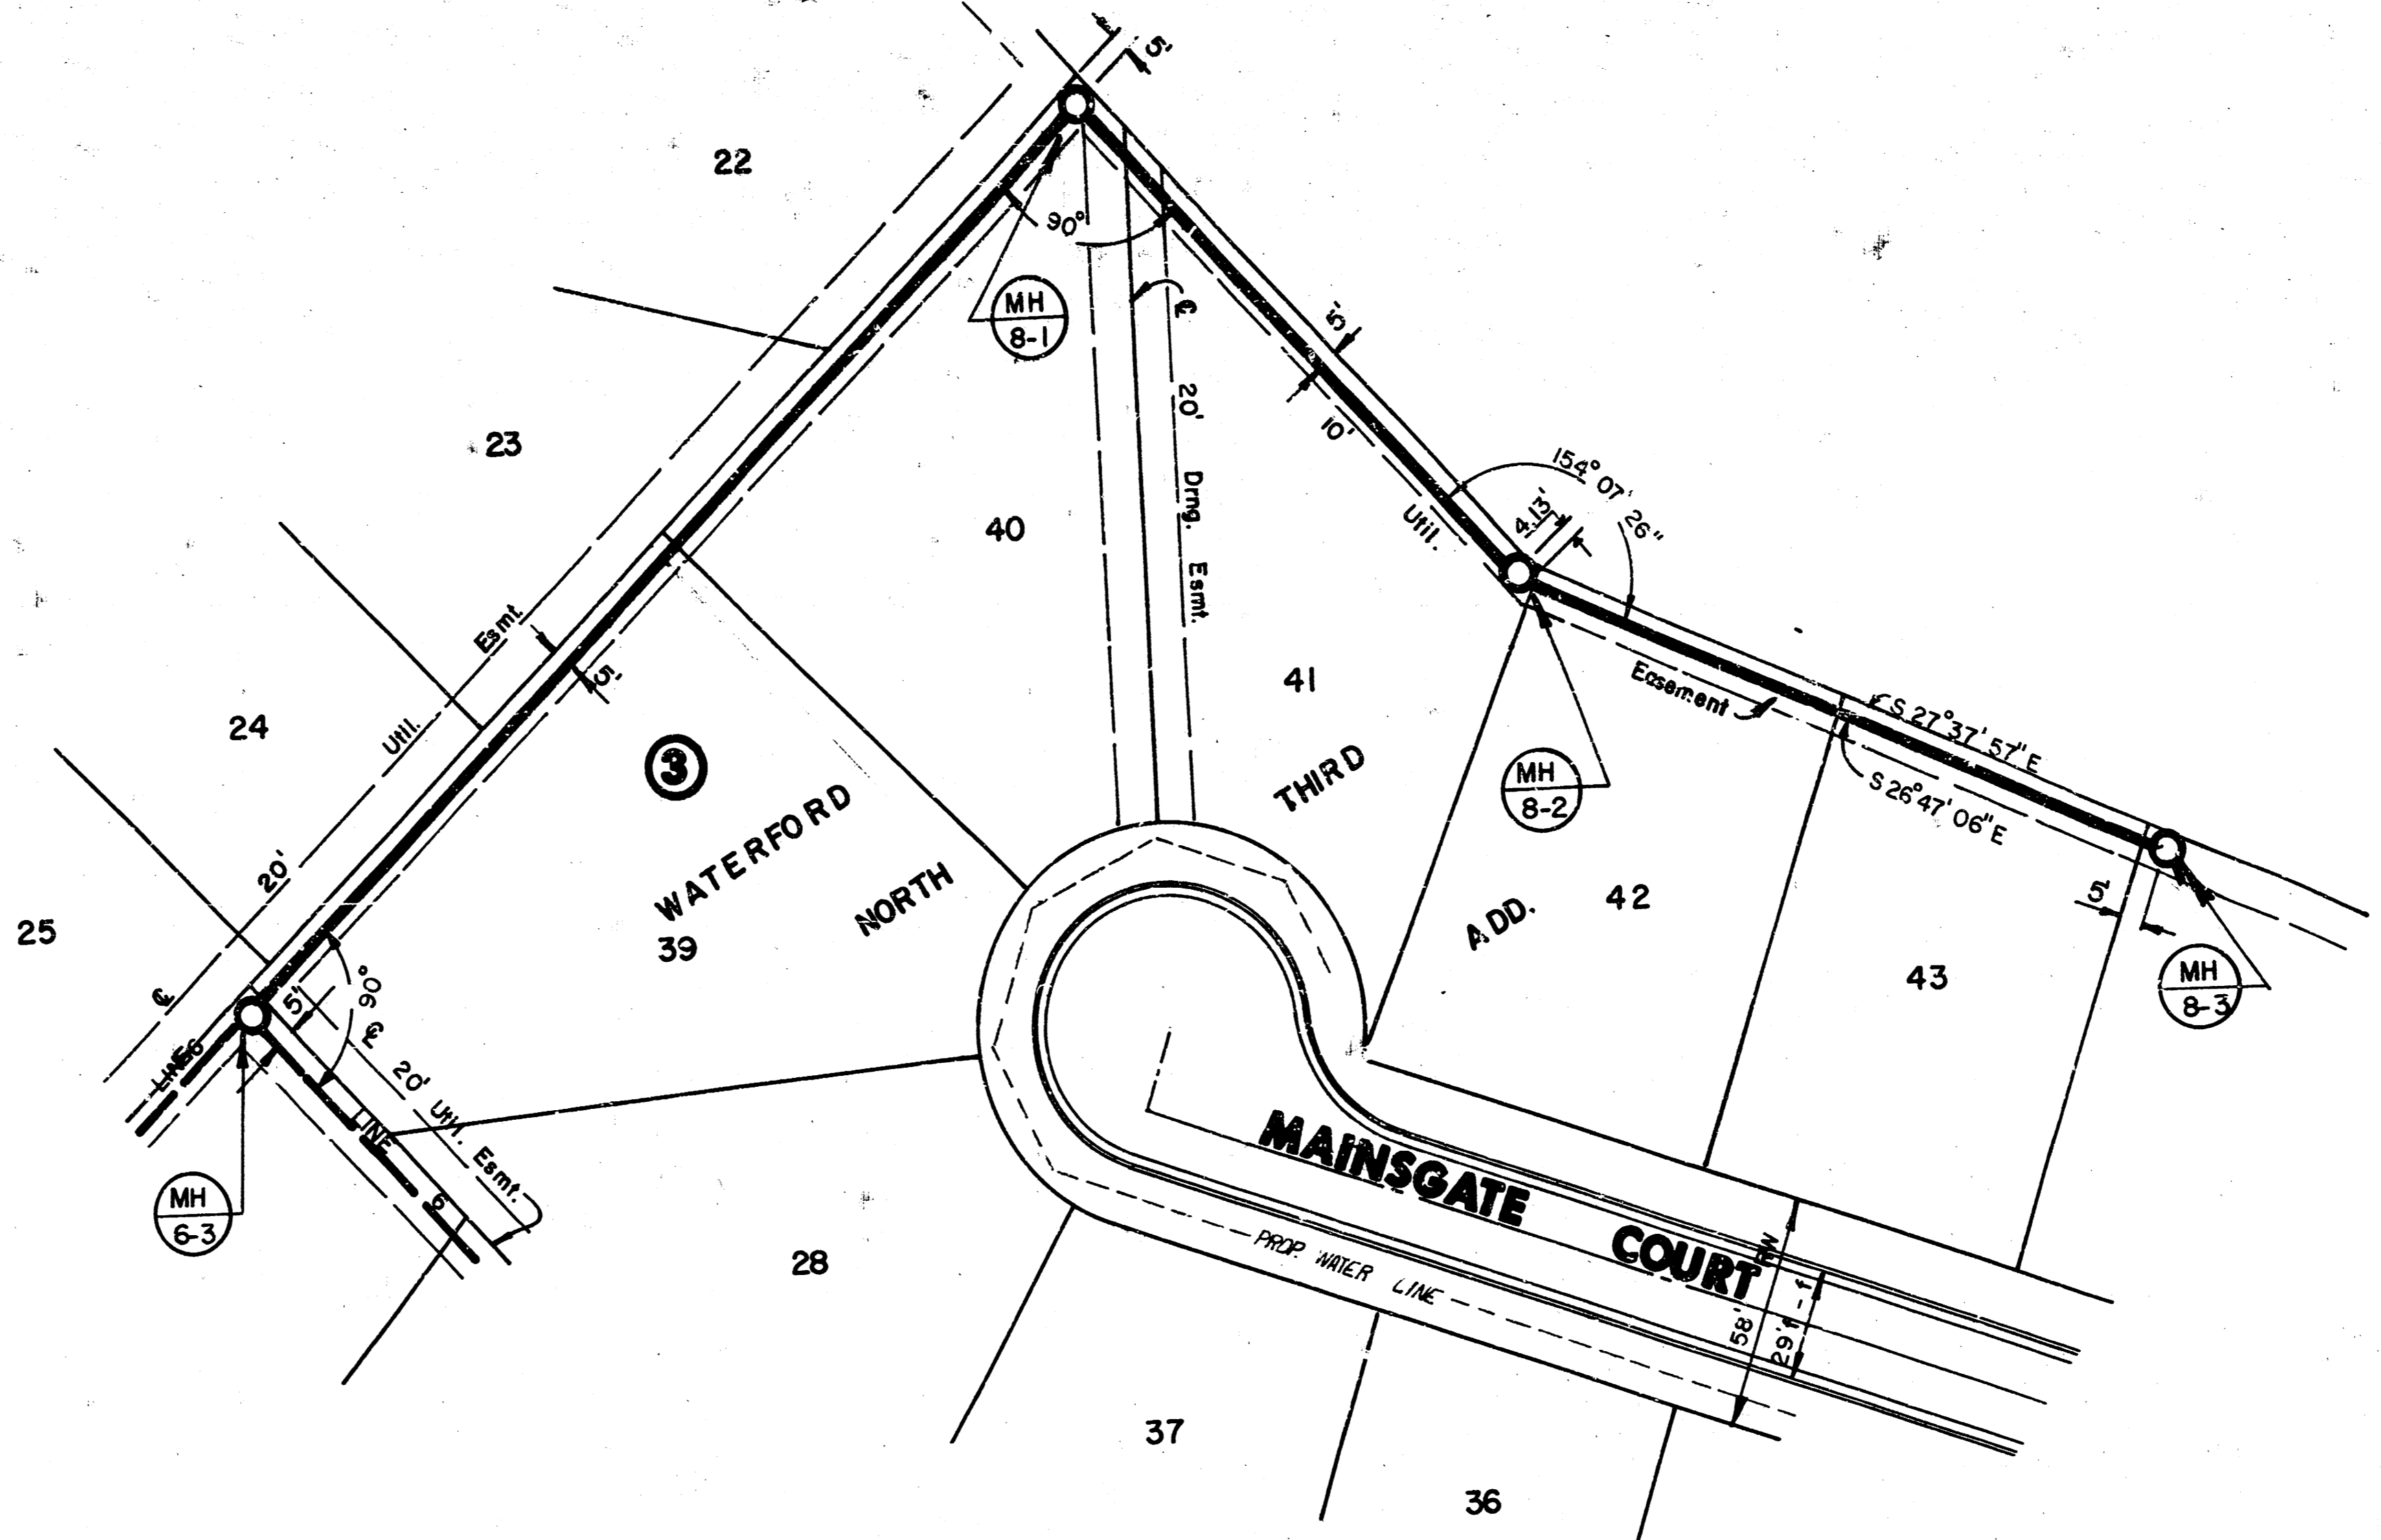 5'
22
90°
MH
8-1
℄
5'
23
20' Drng. Esmt.
10'
Util.
154° 07' 26"
4.13'
40
Esmt.
5'
41
Easement
S 27° 37' 57" E
24
Util.
3
THIRD
MH
8-2
S 26° 47' 06" E
WATERFORD
20'
NORTH
ADD.
42
5'
25
39
43
MH
8-3
℄
5'
90°
℄
LINE 6
20' Util. Esmt.
LINE 6
MAINSGATE COURT
MH
6-3
28
PROP. WATER LINE
R/W
58'
29' f-f
37
36